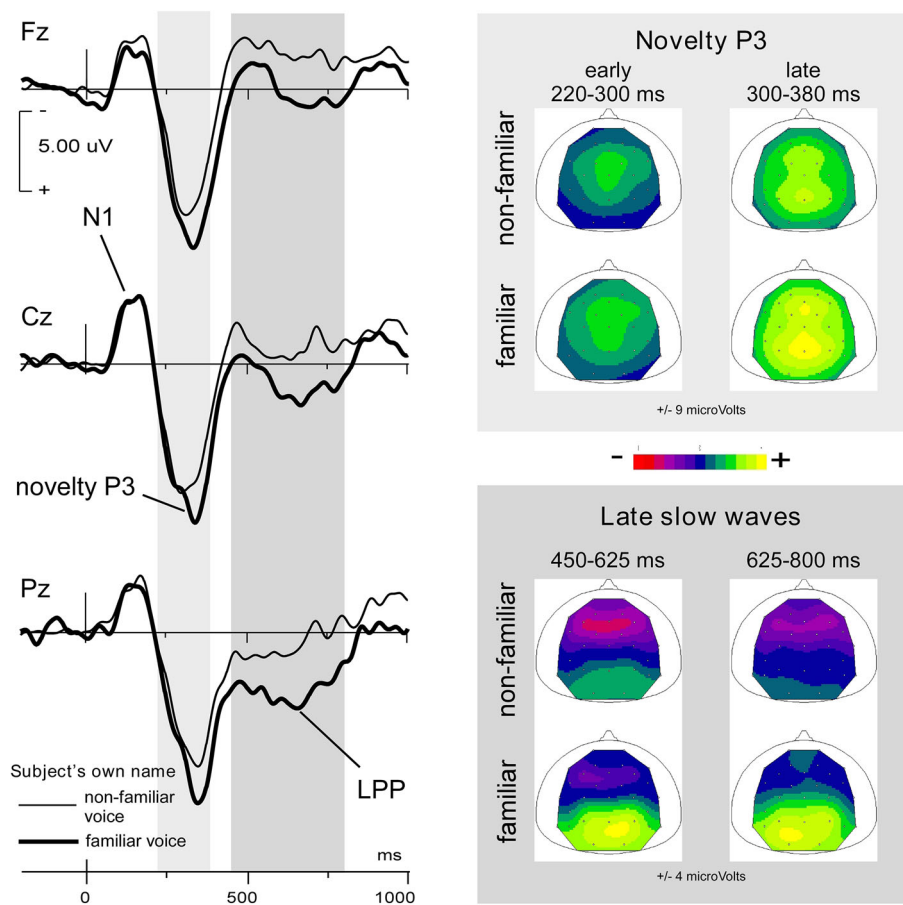 Fz
-
5.00 uV
+
N1
Cz
novelty P3
Pz
LPP
Subject's own name
non-familiar
voice
familiar voice
ms
0
500
1000
Novelty P3
early
220-300 ms
late
300-380 ms
non-familiar
familiar
+/- 9 microVolts
- +
Late slow waves
450-625 ms
625-800 ms
non-familiar
familiar
+/- 4 microVolts